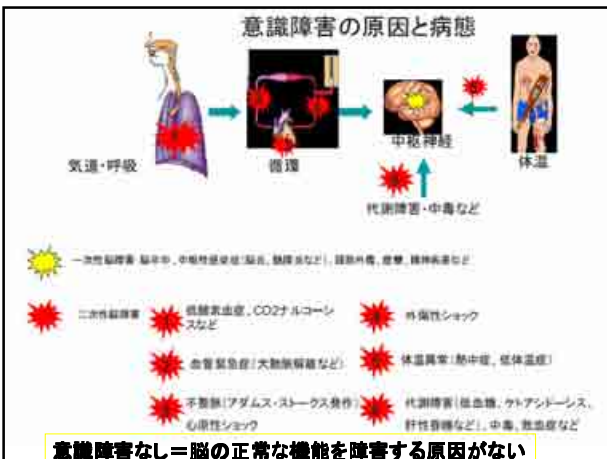 意識障害の原因と病態
気道・呼吸
循環
中枢神経
体温
代謝障害・中毒など
一次性脳障害 脳卒中、中枢性感染症(脳炎、髄膜炎など)、頭部外傷、痙攣、精神疾患など
二次性脳障害
低酸素血症、CO2ナルコーシ
スなど
血管緊急症(大動脈解離など)
不整脈(アダムス・ストークス発作)
心原性ショック
外傷性ショック
体温異常(熱中症、低体温症)
代謝障害(低血糖、ケトアシドーシス、
肝性昏睡など)、中毒、敗血症など
意識障害なし=脳の正常な機能を障害する原因がない